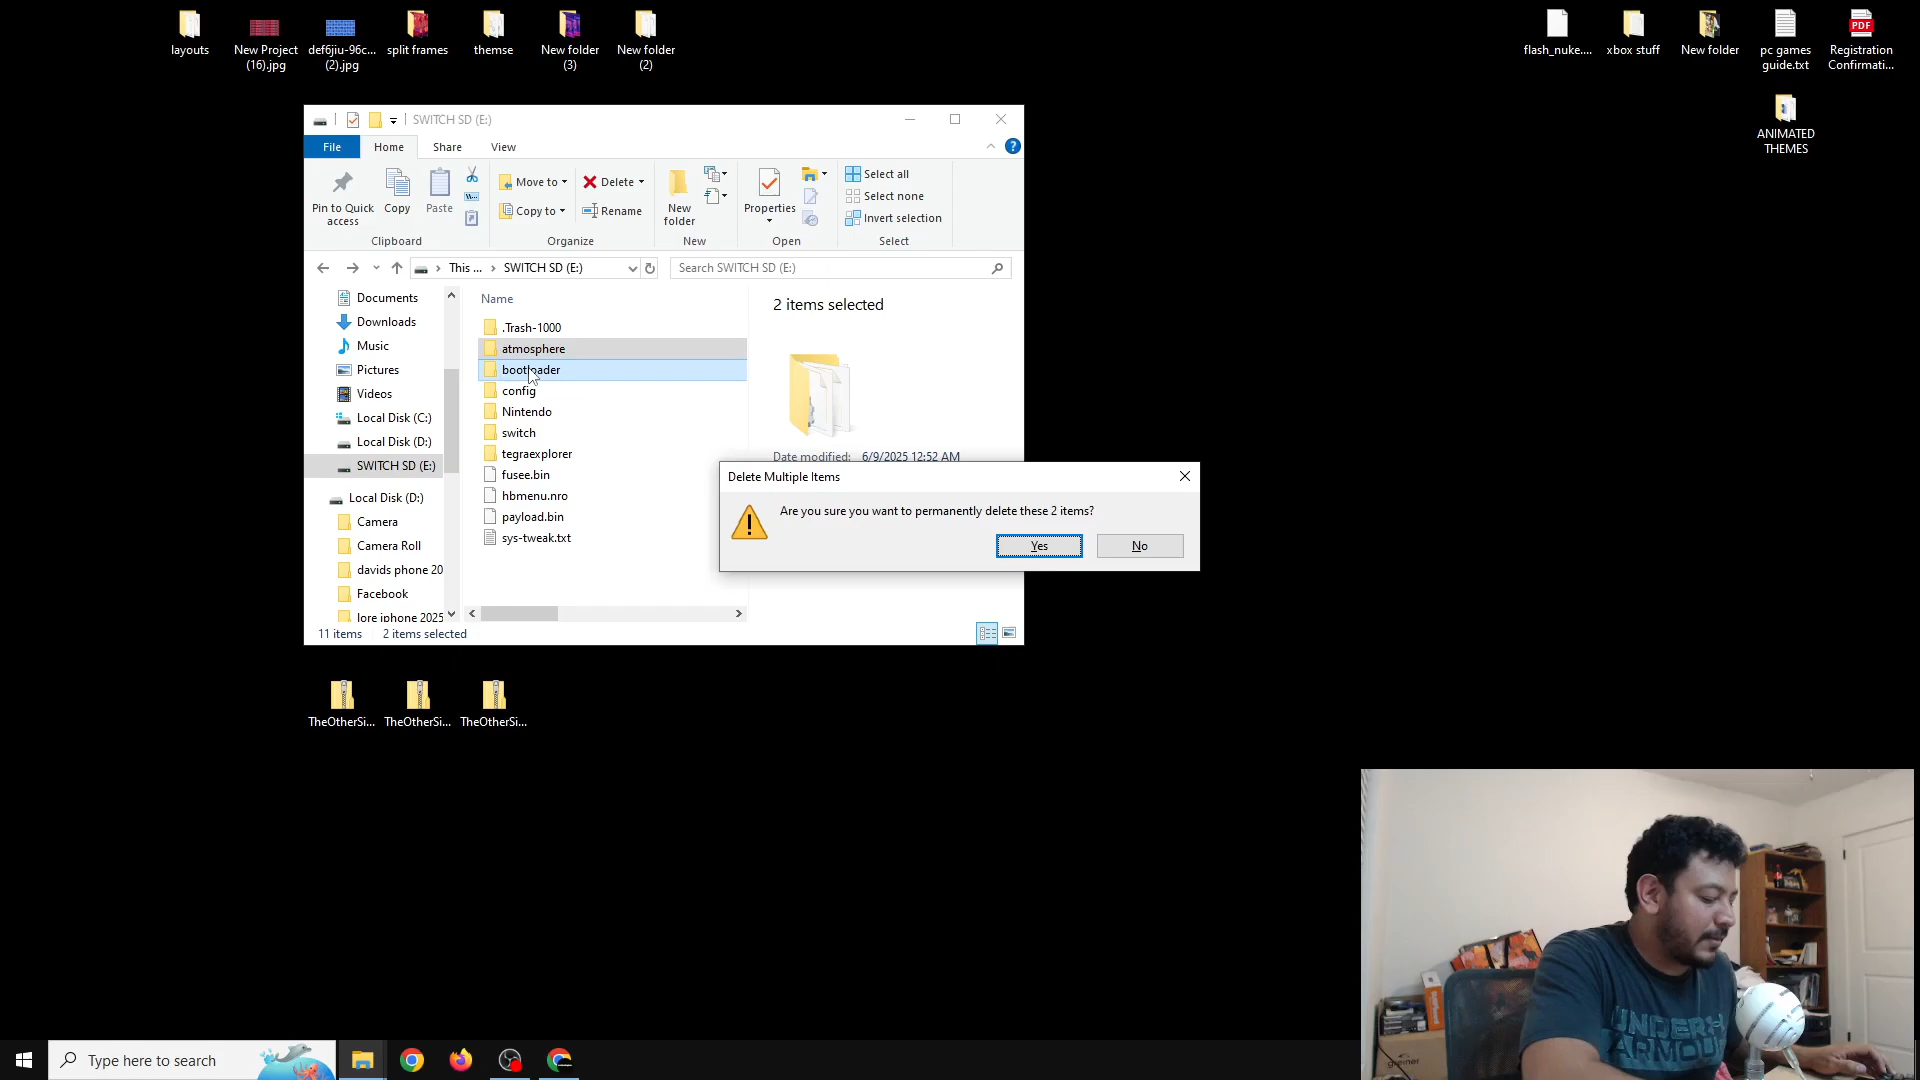 layouts
New Project
(16).jpg
def6jiu-96c...
(2).jpg
split frames
themse
New folder
(3)
New folder
(2)
flash_nuke....
xbox stuff
New folder
pc games
guide.txt
PDF
Registration
Confirmati...
ANIMATED
THEMES
SWITCH SD (E:)
File
Home
Share
View
Pin to Quick
access
Copy
Paste
Move to
Copy to
Delete
Rename
New
folder
Properties
Select all
Select none
Invert selection
Clipboard
Organize
New
Open
Select
This ...
SWITCH SD (E:)
Search SWITCH SD (E:)
Documents
Downloads
Music
Pictures
Videos
Local Disk (C:)
Local Disk (D:)
SWITCH SD (E:)
Local Disk (D:)
Camera
Camera Roll
davids phone 20
Facebook
lore iphone 2025
Name
.Trash-1000
atmosphere
bootloader
config
Nintendo
switch
tegraexplorer
fusee.bin
hbmenu.nro
payload.bin
sys-tweak.txt
2 items selected
Date modified: 6/9/2025 12:52 AM
Delete Multiple Items
Are you sure you want to permanently delete these 2 items?
Yes
No
11 items
2 items selected
TheOtherSi...
TheOtherSi...
TheOtherSi...
UNDER
ARMOUR
greiner
Type here to search